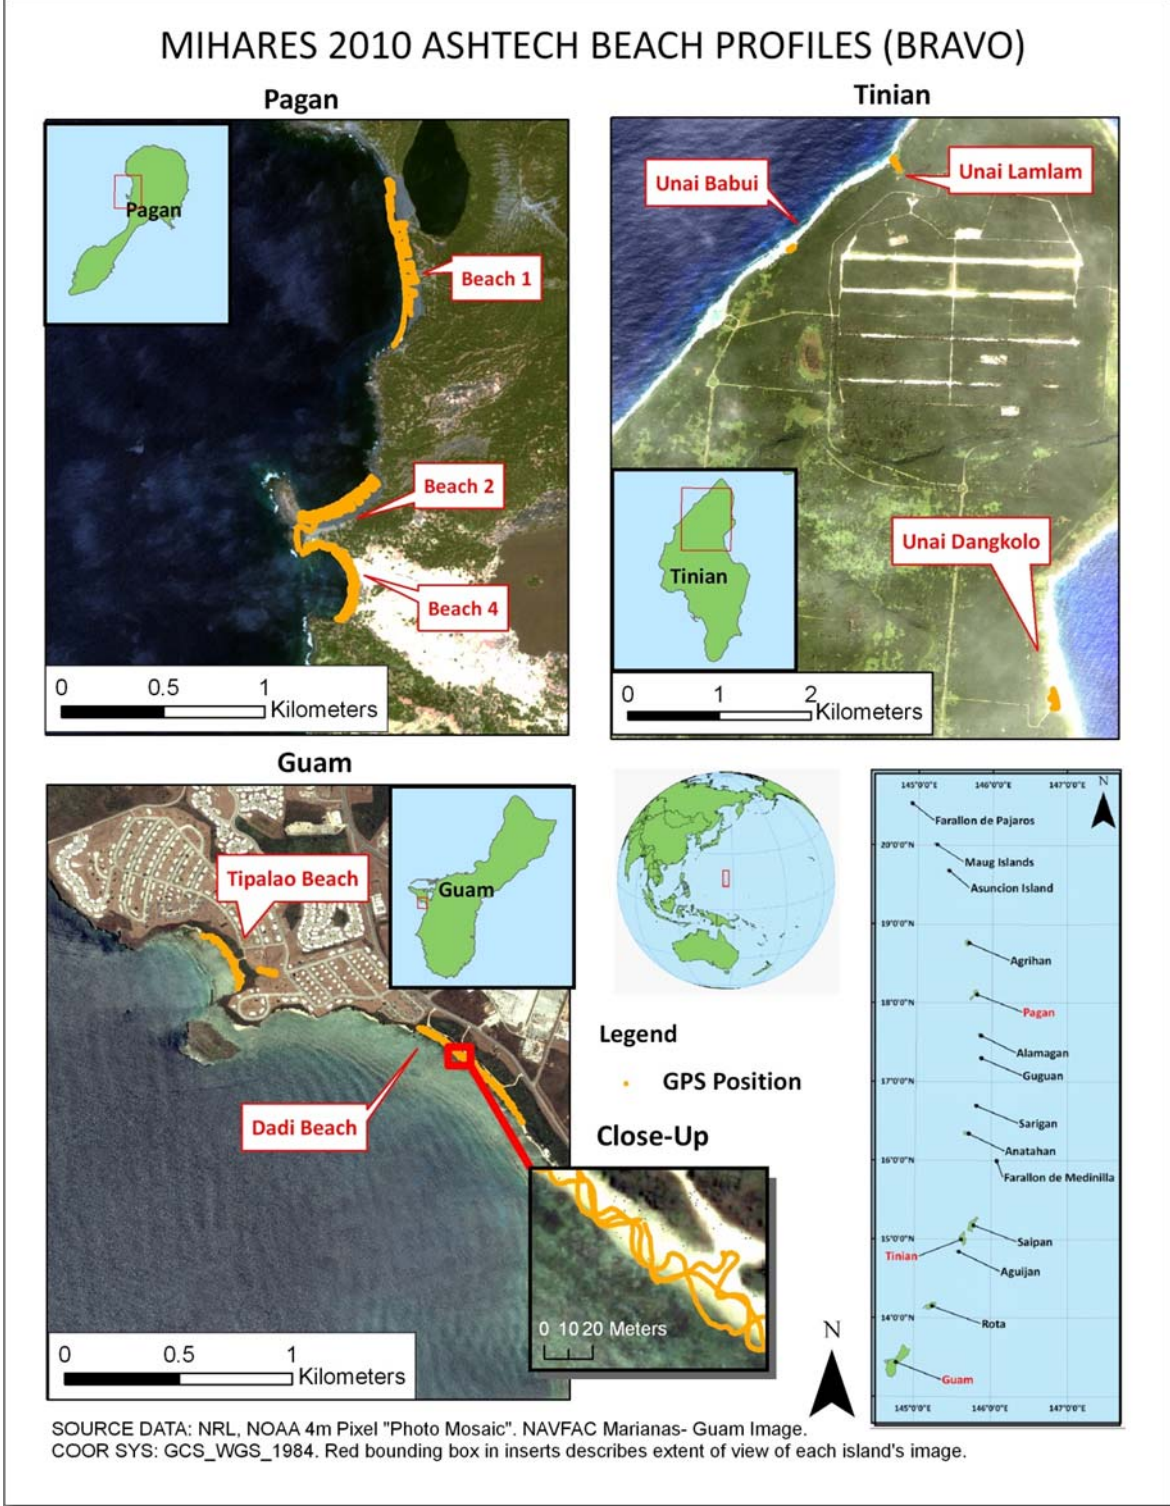 MIHARES 2010 ASHTECH BEACH PROFILES (BRAVO)
Pagan
Pagan
Beach 1
Beach 2
Beach 4
0 0.5 1
Kilometers
Tinian
Unai Babui
Unai Lamlam
Unai Dangkolo
Tinian
0 1 2
Kilometers
Guam
Tipalao Beach
Guam
Dadi Beach
0 0.5 1
Kilometers
Legend
GPS Position
Close-Up
0 10 20 Meters
N
145°0'0"E 146°0'0"E 147°0'0"E
N
Farallon de Pajaros
20°0'0"N
Maug Islands
Asuncion Island
19°0'0"N
Agrihan
18°0'0"N
Pagan
Alamagan
Guguan
17°0'0"N
Sarigan
Anatahan
16°0'0"N
Farallon de Medinilla
15°0'0"N
Saipan
Tinian
Aguijan
14°0'0"N
Rota
Guam
145°0'0"E 146°0'0"E 147°0'0"E
SOURCE DATA: NRL, NOAA 4m Pixel "Photo Mosaic". NAVFAC Marianas- Guam Image.
COOR SYS: GCS_WGS_1984. Red bounding box in inserts describes extent of view of each island's image.